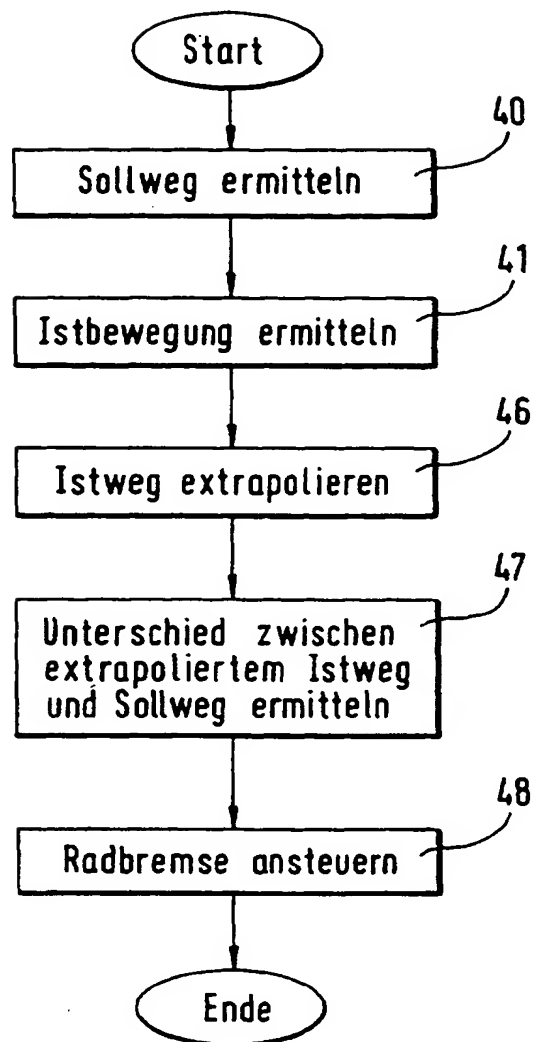 Start
40
Sollweg ermitteln
41
Istbewegung ermitteln
46
Istweg extrapolieren
47
Unterschied zwischen
extrapoliertem Istweg
und Sollweg ermitteln
48
Radbremse ansteuern
Ende